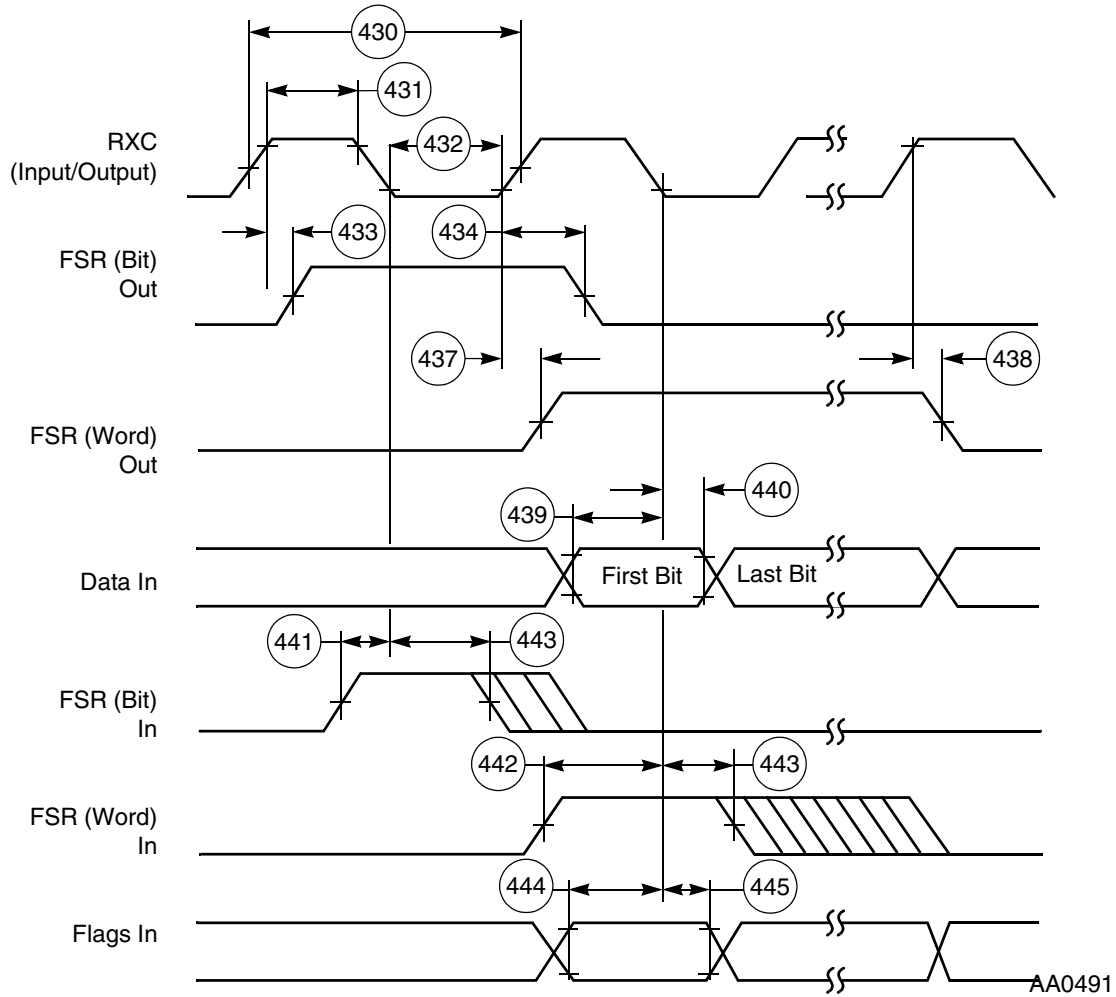 430
431
RXC
(Input/Output)
432
433
434
FSR (Bit)
Out
437
438
FSR (Word)
Out
439
440
Data In
First Bit
Last Bit
441
443
FSR (Bit)
In
442
443
FSR (Word)
In
444
445
Flags In
AA0491